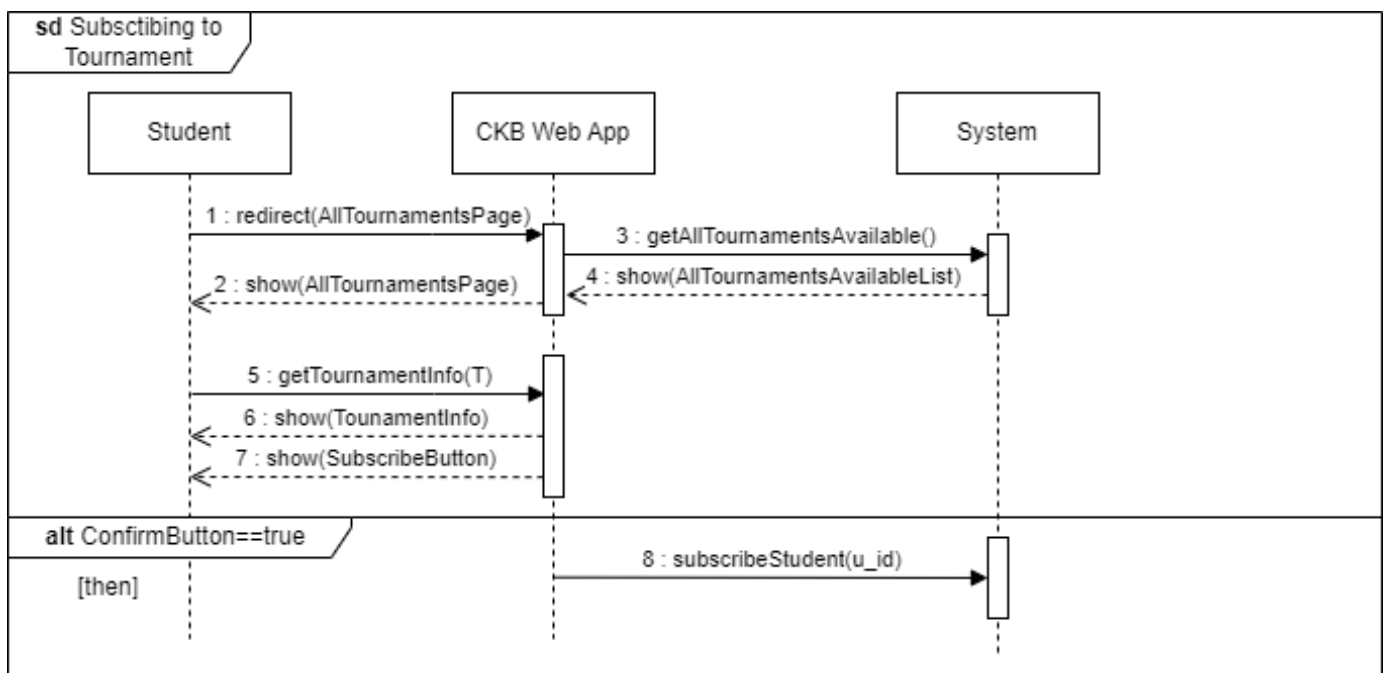 sd Subsctibing to
Tournament
Student
CKB Web App
System
1 : redirect(AllTournamentsPage)
3 : getAllTournamentsAvailable()
2 : show(AllTournamentsPage)
4 : show(AllTournamentsAvailableList)
5 : getTournamentInfo(T)
6 : show(TounamentInfo)
7 : show(SubscribeButton)
alt ConfirmButton==true
8 : subscribeStudent(u_id)
[then]